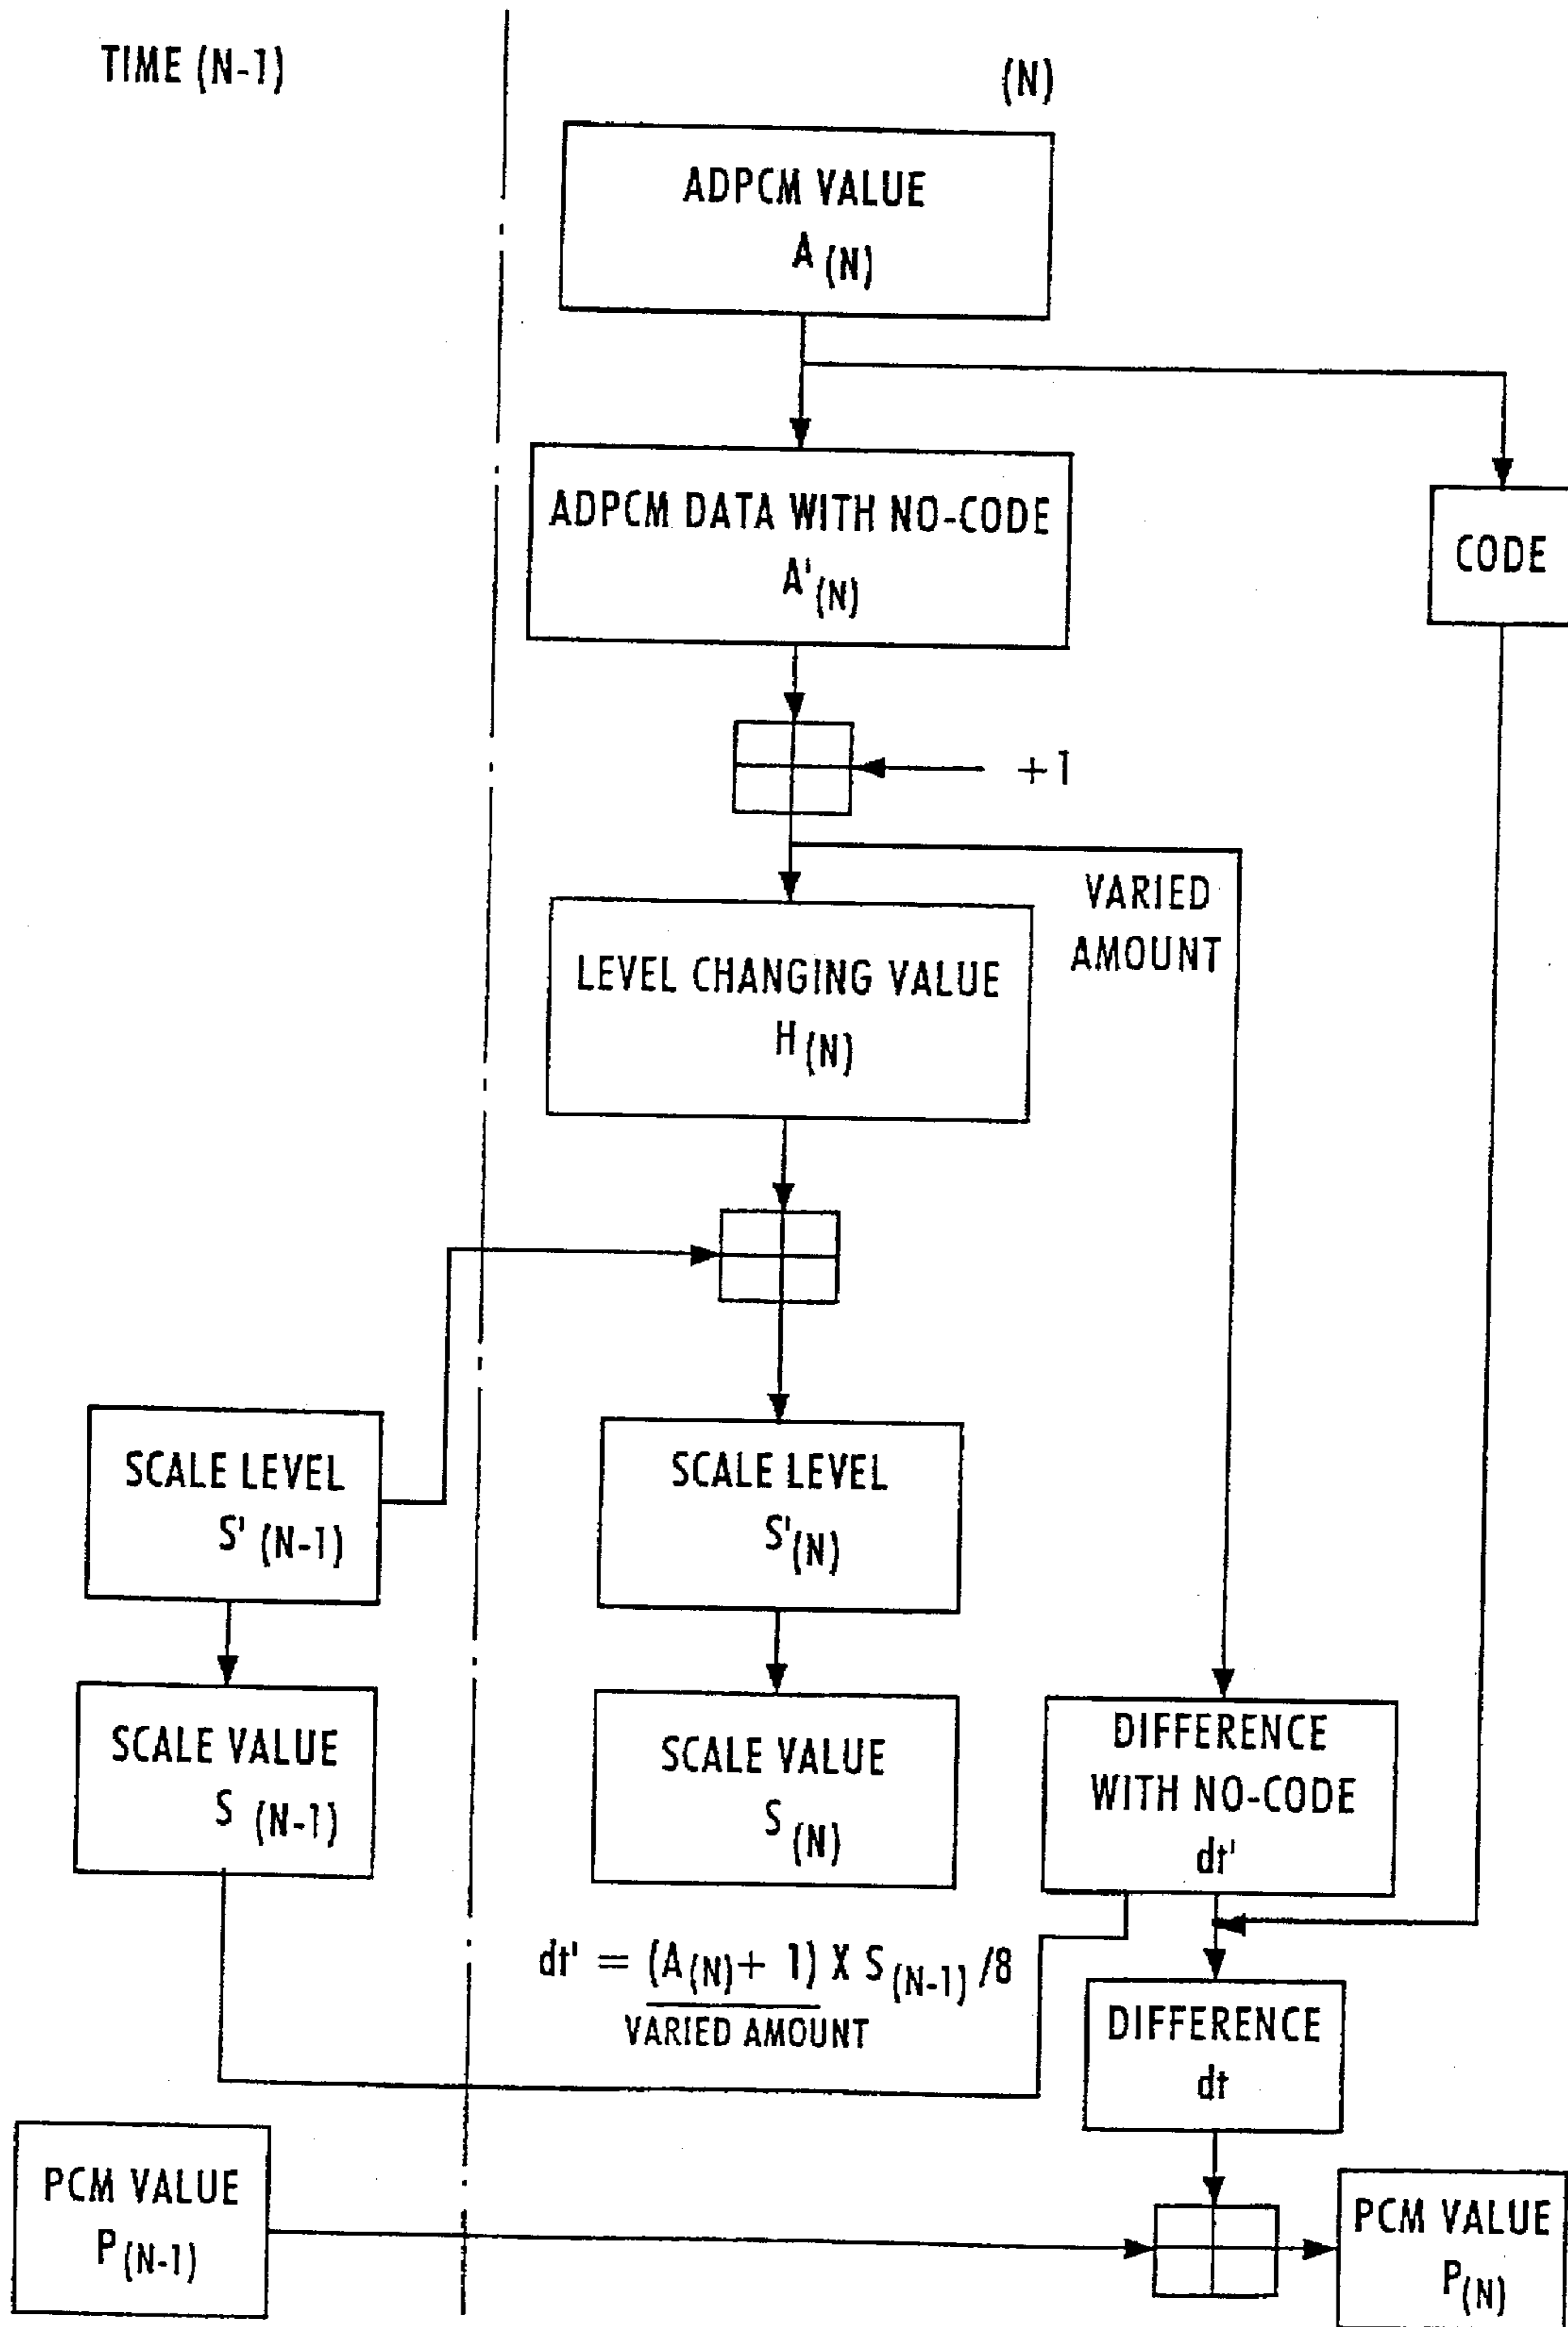 TIME (N-1)
(N)
ADPCM VALUE
A (N)
ADPCM DATA WITH NO-CODE
A'(N)
CODE
+1
VARIED
AMOUNT
LEVEL CHANGING VALUE
H(N)
SCALE LEVEL
S' (N-1)
SCALE LEVEL
S'(N)
SCALE VALUE
S (N-1)
SCALE VALUE
S (N)
DIFFERENCE
WITH NO-CODE
dt'
dt' = (A(N)+ 1) X S(N-1) /8
VARIED AMOUNT
DIFFERENCE
dt
PCM VALUE
P(N-1)
PCM VALUE
P(N)